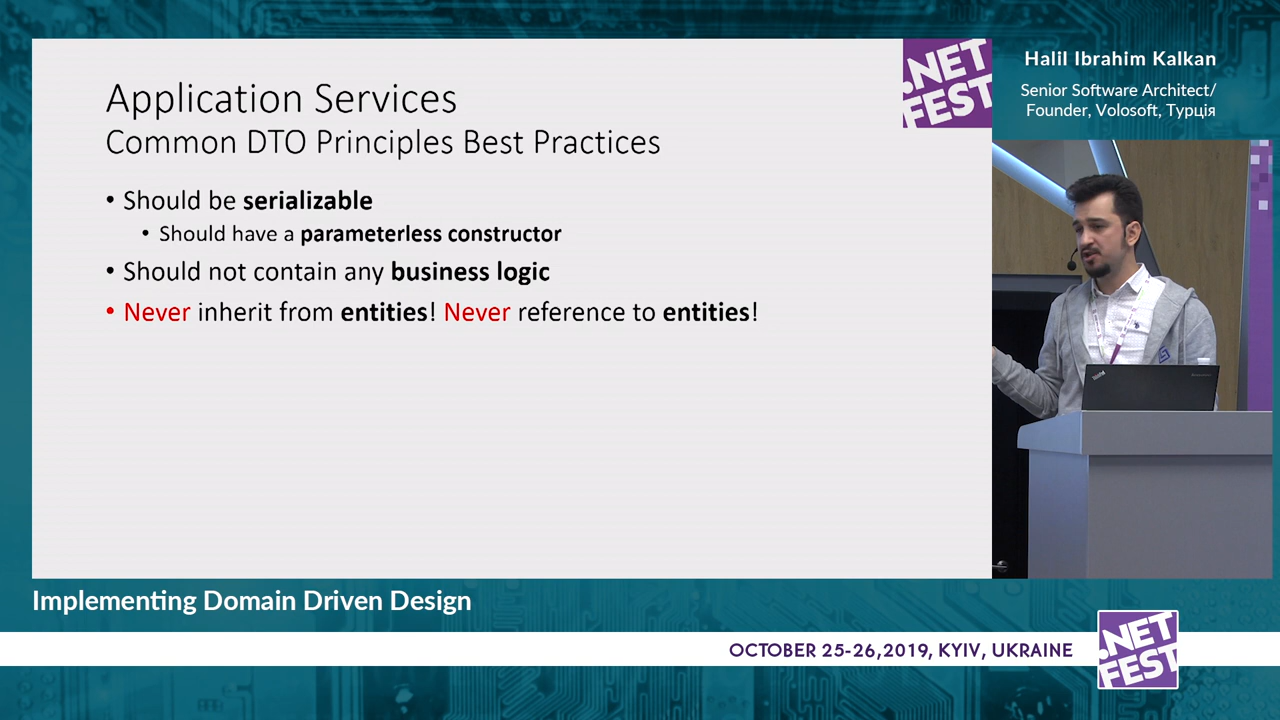 Application Services
Common DTO Principles Best Practices
• Should be serializable
• Should have a parameterless constructor
• Should not contain any business logic
• Never inherit from entities! Never reference to entities!
.NET
FEST
Halil Ibrahim Kalkan
Senior Software Architect/
Founder, Volosoft, Турція
ThinkPad
Implementing Domain Driven Design
OCTOBER 25-26,2019, KYIV, UKRAINE
.NET
FEST